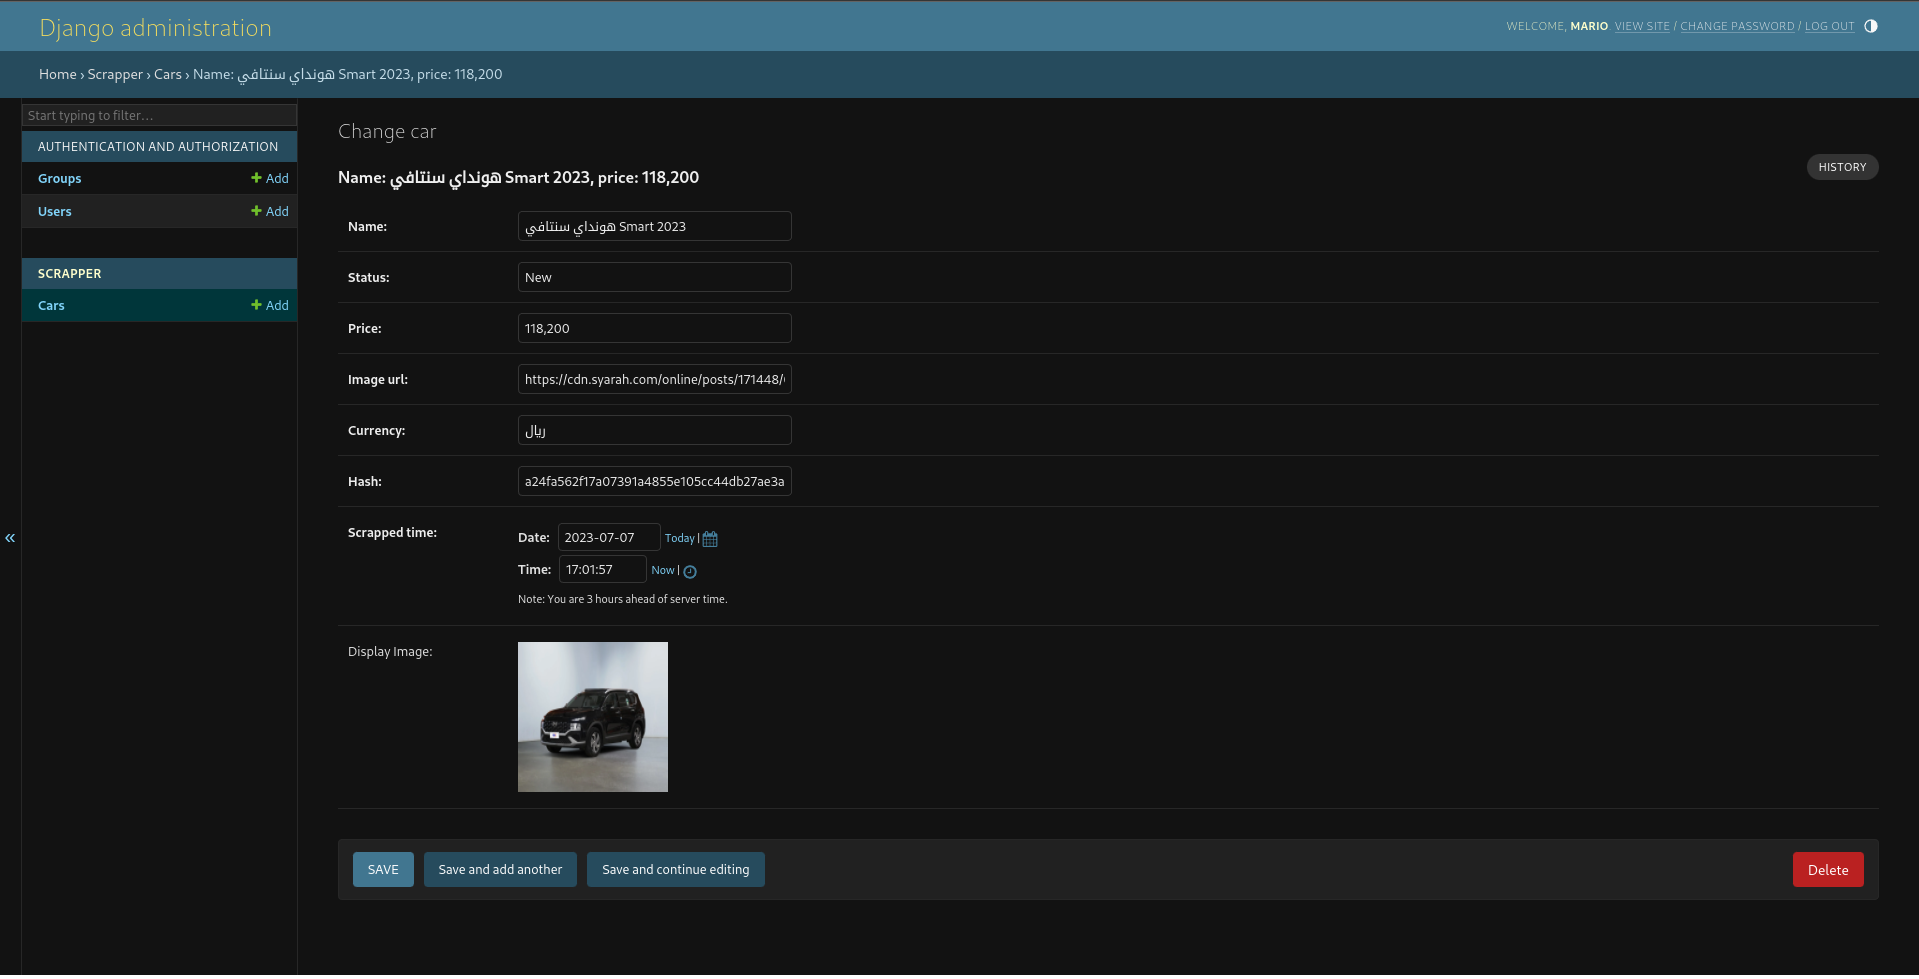 Django administration
WELCOME, MARIO VIEW SITE / CHANGE PASSWORD / LOG OUT
Home › Scrapper › Cars › Name: هونداي سنتافي Smart 2023, price: 118,200
Start typing to filter...
AUTHENTICATION AND AUTHORIZATION
Groups + Add
Users + Add
SCRAPPER
Cars + Add
«
Change car
HISTORY
Name: هونداي سنتافي Smart 2023, price: 118,200
Name: هونداي سنتافي Smart 2023
Status: New
Price: 118,200
Image url: https://cdn.syarah.com/online/posts/171448/
Currency: ريال
Hash: a24fa562f17a07391a4855e105cc44db27ae3a
Scrapped time:
Date: 2023-07-07 Today |
Time: 17:01:57 Now |
Note: You are 3 hours ahead of server time.
Display Image:
SAVE Save and add another Save and continue editing Delete